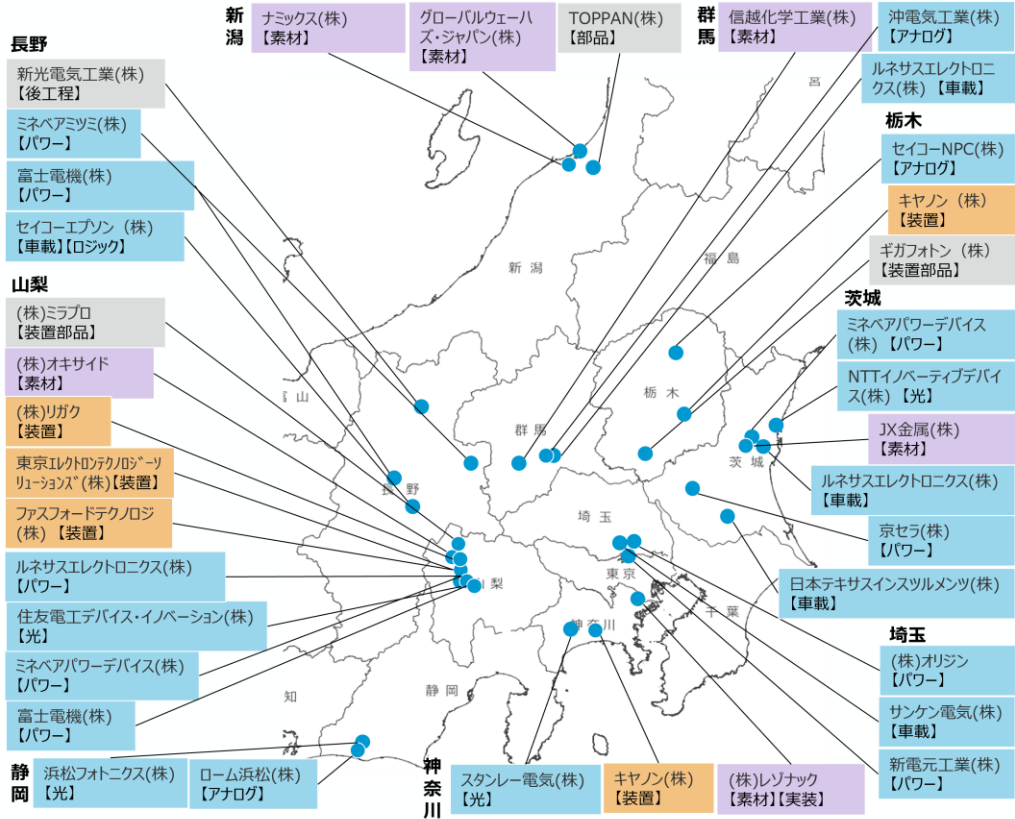 新
潟
ナミックス(株)
【素材】
グローバルウェーハ
ズ・ジャパン(株)
【素材】
TOPPAN(株)
【部品】
群
馬
信越化学工業(株)
【素材】
沖電気工業(株)
【アナログ】
ルネサスエレクトロニ
クス(株) 【車載】
長野
新光電気工業(株)
【後工程】
ミネベアミツミ(株)
【パワー】
富士電機(株)
【パワー】
セイコーエプソン (株)
【車載】【ロジック】
栃木
セイコーNPC(株)
【アナログ】
キヤノン (株)
【装置】
ギガフォトン (株)
【装置部品】
山梨
(株)ミラプロ
【装置部品】
(株)オキサイド
【素材】
(株)リガク
【装置】
東京エレクトロンテクノロジーソ
リューションズ(株)【装置】
ファスフォードテクノロジ
(株) 【装置】
ルネサスエレクトロニクス(株)
【パワー】
住友電工デバイス・イノベーション(株)
【光】
ミネベアパワーデバイス(株)
【パワー】
富士電機(株)
【パワー】
茨城
ミネベアパワーデバイス
(株) 【パワー】
NTTイノベーティブデバイ
ス(株) 【光】
JX金属(株)
【素材】
ルネサスエレクトロニクス(株)
【車載】
京セラ(株)
【パワー】
日本テキサスインスツルメンツ(株)
【車載】
埼玉
(株)オリジン
【パワー】
サンケン電気(株)
【車載】
新電元工業(株)
【パワー】
静
岡
浜松フォトニクス(株)
【光】
ローム浜松(株)
【アナログ】
神
奈
川
スタンレー電気(株)
【光】
キヤノン(株)
【装置】
(株)レゾナック
【素材】【実装】
宮
新潟
福島
富山
栃木
群馬
茨城
長野
埼玉
山梨
東京
千葉
神奈川
静岡
知